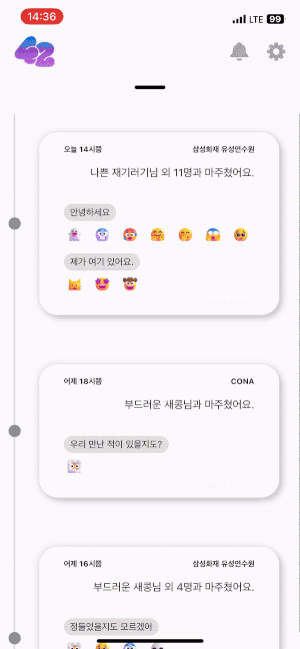 14:36
LTE 99
42
오늘 14시쯤
삼성화재 유성연수원
나쁜 재기러기님 외 11명과 마주쳤어요.
안녕하세요
제가 여기 있어요.
어제 18시쯤
CONA
부드러운 새콩님과 마주쳤어요.
우리 만난 적이 있을지도?
어제 16시쯤
삼성화재 유성연수원
부드러운 새콩님 외 4명과 마주쳤어요.
정들었을지도 모르겠어